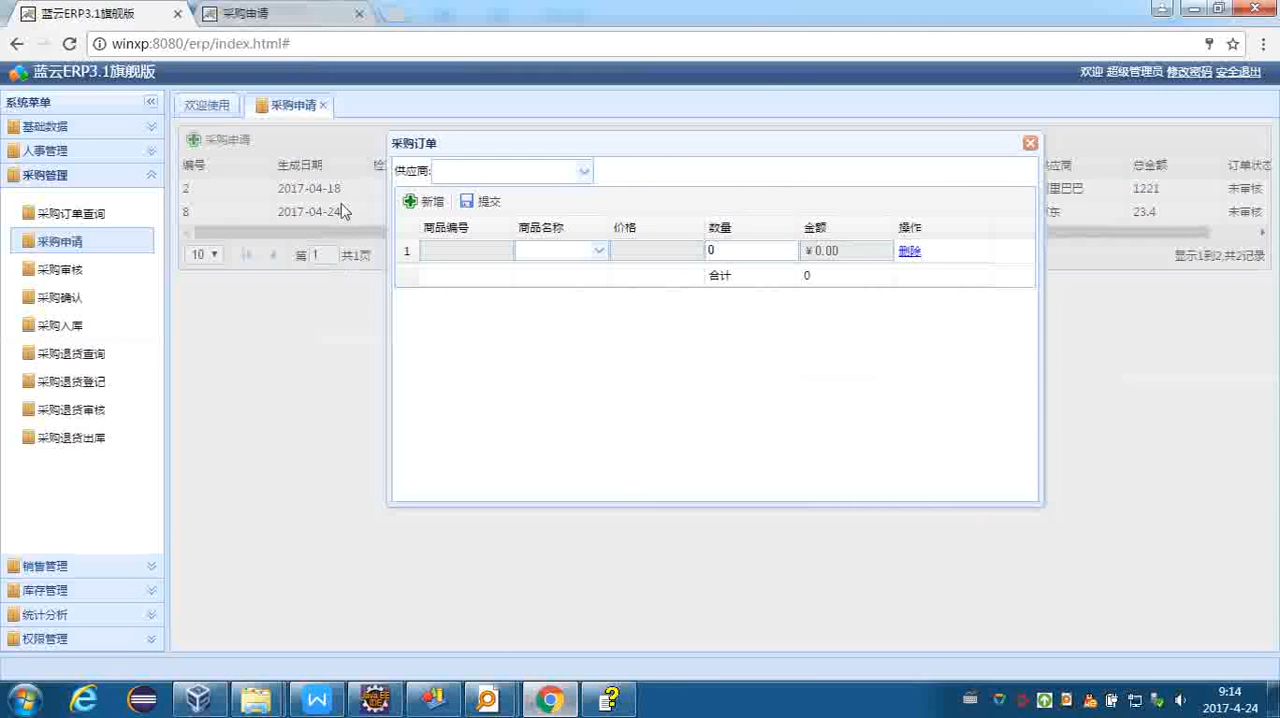 蓝云ERP3.1旗舰版
采购申请
winxp:8080/erp/index.html#
蓝云ERP3.1旗舰版
欢迎 超级管理员 修改密码 安全退出
系统菜单
基础数据
人事管理
采购管理
采购订单查询
采购申请
采购审核
采购确认
采购入库
采购退货查询
采购退货登记
采购退货审核
采购退货出库
销售管理
库存管理
统计分析
权限管理
欢迎使用 采购申请
采购申请
编号 生成日期 总金额 订单状态
2 2017-04-18 里巴巴 1221 未审核
8 2017-04-24 23.4 未审核
10 第 1 共1页 显示1到2,共2记录
采购订单
供应商:
新增 提交
商品编号 商品名称 价格 数量 金额 操作
1 0 ￥0.00 删除
合计 0
9:14
2017-4-24